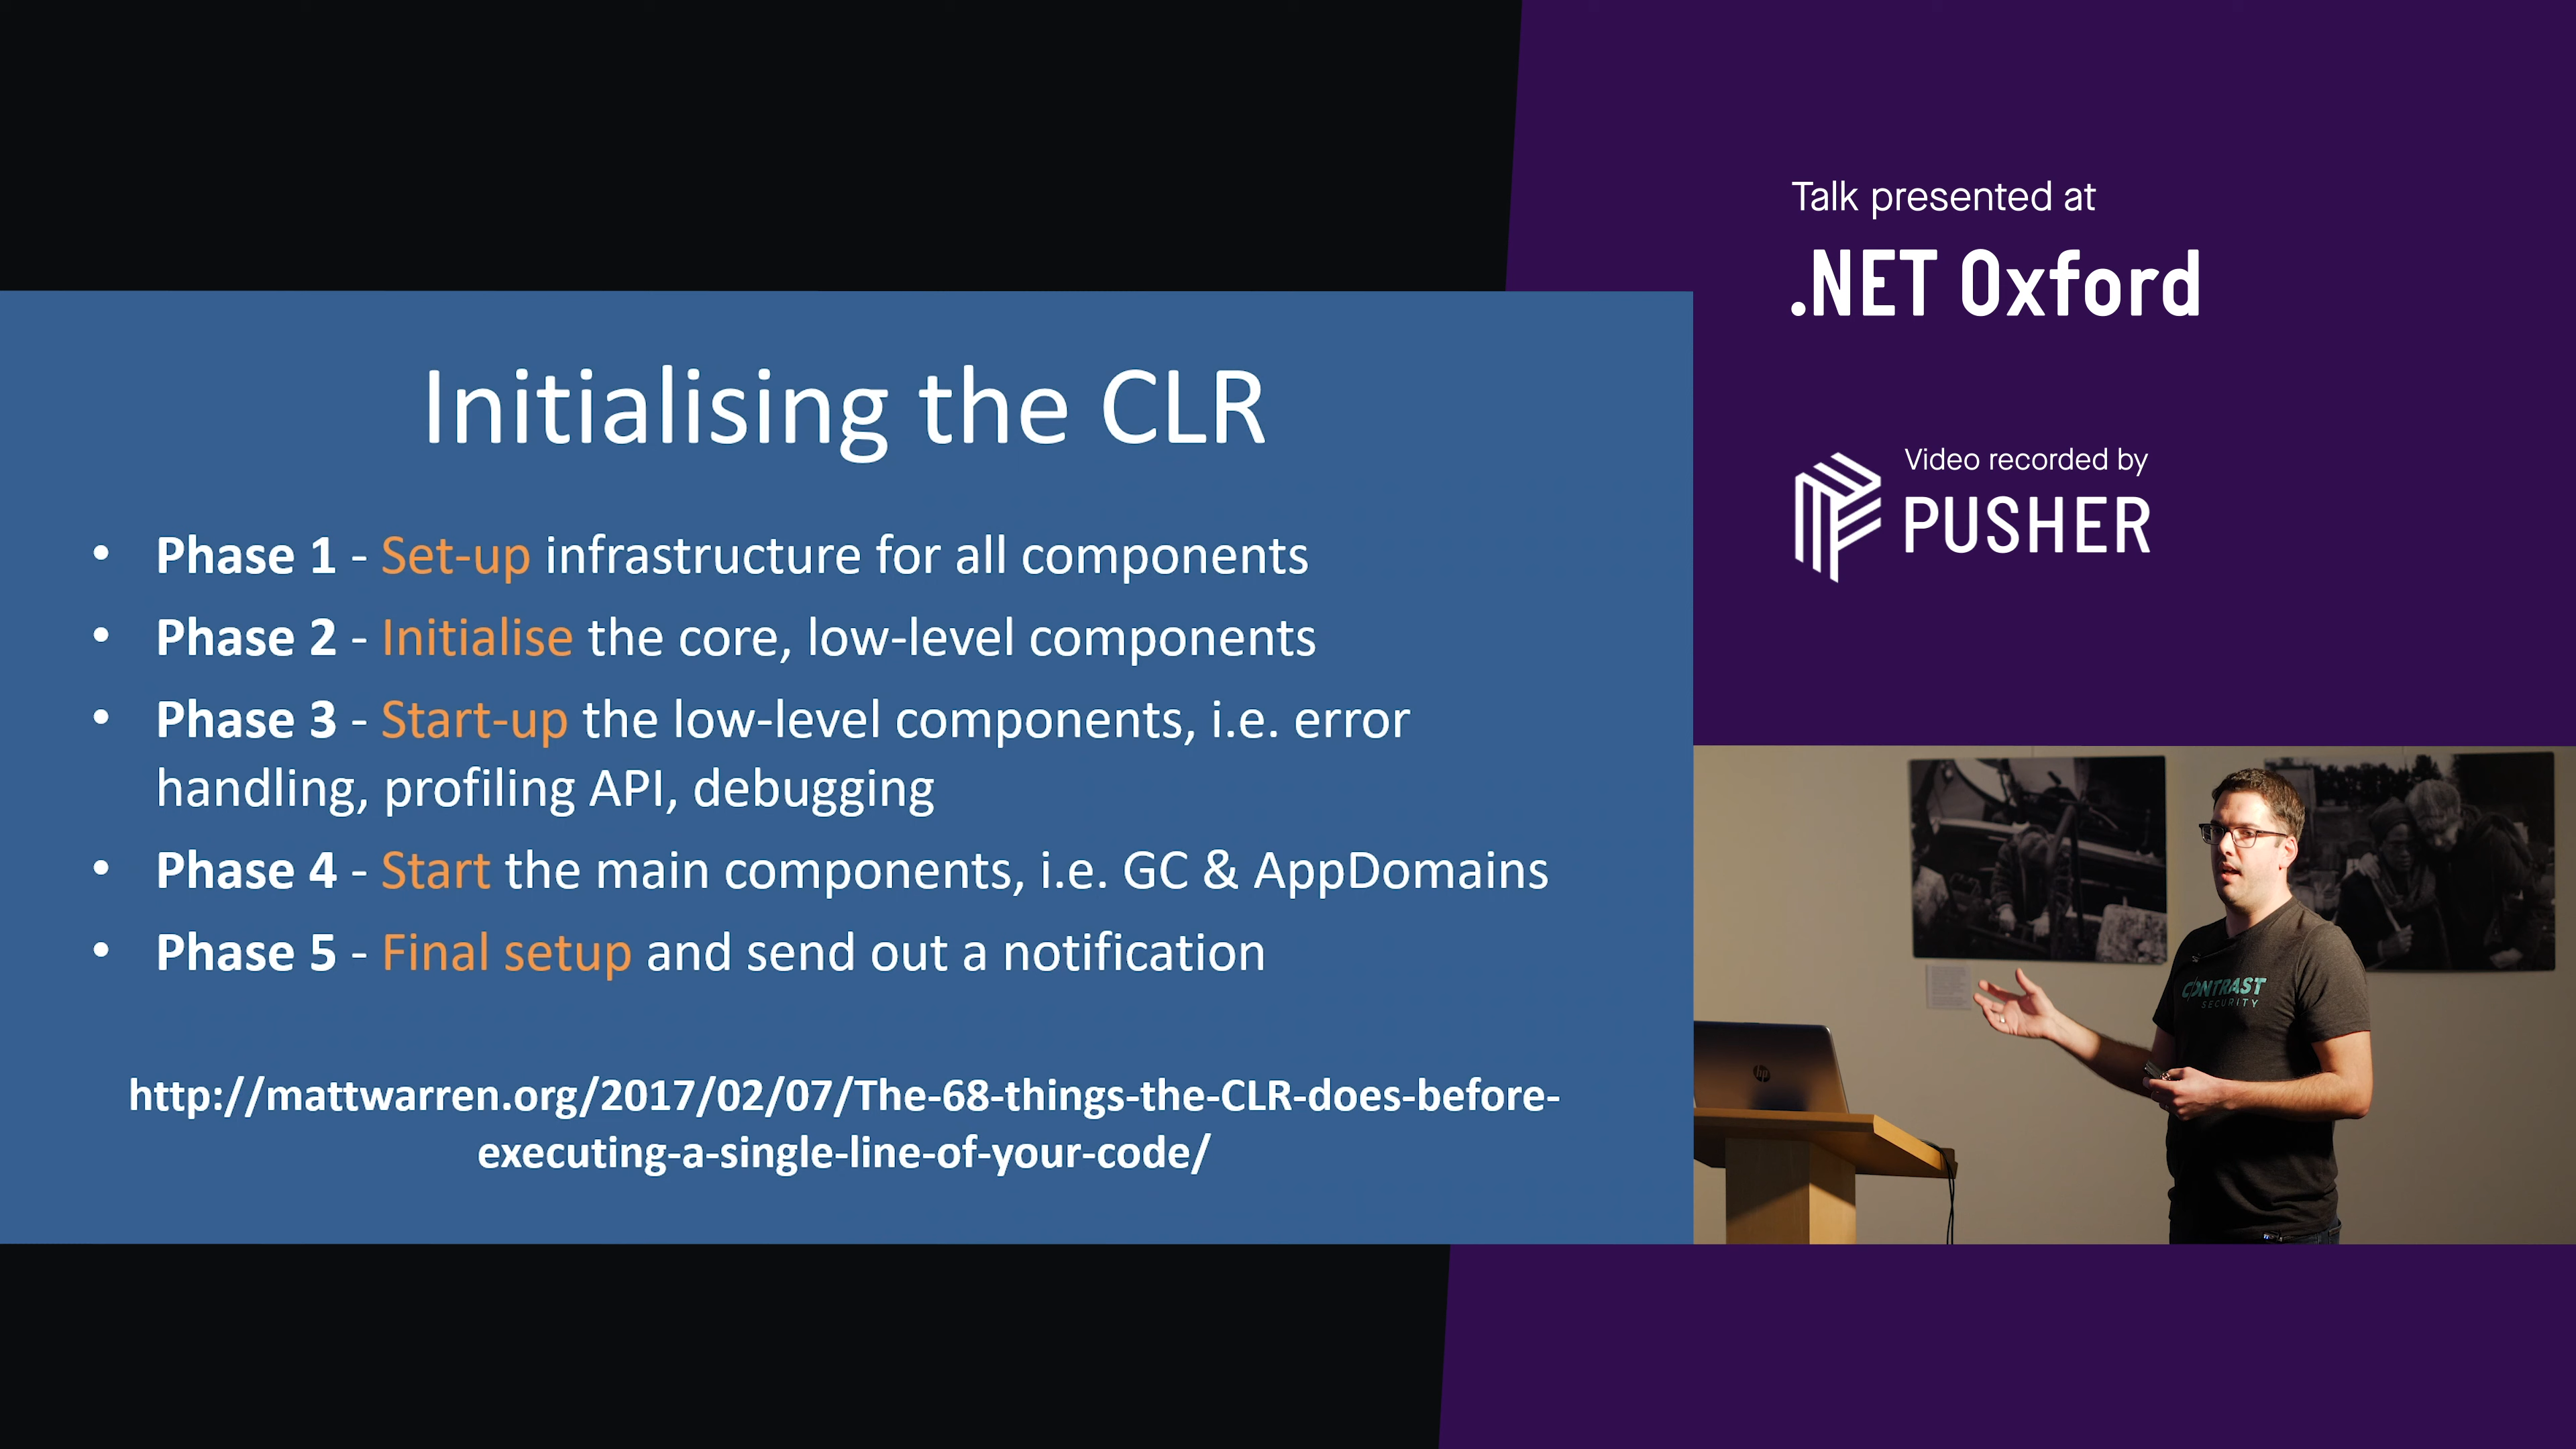 Talk presented at
.NET Oxford
Video recorded by
PUSHER
Initialising the CLR
• Phase 1 - Set-up infrastructure for all components
• Phase 2 - Initialise the core, low-level components
• Phase 3 - Start-up the low-level components, i.e. error
handling, profiling API, debugging
• Phase 4 - Start the main components, i.e. GC & AppDomains
• Phase 5 - Final setup and send out a notification
http://mattwarren.org/2017/02/07/The-68-things-the-CLR-does-before-
executing-a-single-line-of-your-code/
hp
CONTRAST
SECURITY